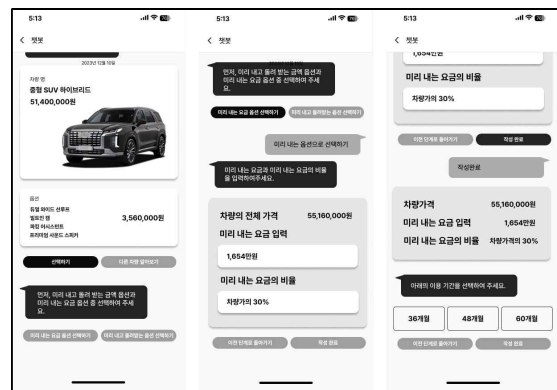 5:13
챗봇
2023년 12월 18일
차량 명
중형 SUV 하이브리드
51,400,000원
옵션
듀얼 와이드 선루프
빌트인 캠
파킹 어시스턴트
프리미엄 사운드 스피커
3,560,000원
선택하기
다른 차량 알아보기
먼저, 미리 내고 돌려 받는 금액 옵션과
미리 내는 요금 옵션 중 선택하여 주세
요.
미리 내는 요금 옵션 선택하기
미리 내고 돌려받는 옵션 선택하기
5:13
챗봇
먼저, 미리 내고 돌려 받는 금액 옵션과
미리 내는 요금 옵션 중 선택하여 주세
요.
미리 내는 요금 옵션 선택하기
미리 내고 돌려받는 옵션 선택하기
미리 내는 옵션으로 선택하기
미리 내는 요금과 미리 내는 요금의 비율
을 입력하여주세요.
차량의 전체 가격
55,160,000원
미리 내는 요금 입력
1,654만원
미리 내는 요금의 비율
차량가의 30%
이전 단계로 돌아가기
작성 완료
5:13
챗봇
1,654만원
미리 내는 요금의 비율
차량가의 30%
이전 단계로 돌아가기
작성 완료
작성완료
차량가격
55,160,000원
미리 내는 요금 입력
1,654만원
미리 내는 요금의 비율
차량가격의 30%
아래의 이용 기간을 선택하여 주세요.
36개월
48개월
60개월
이전 단계로 돌아가기
작성 완료